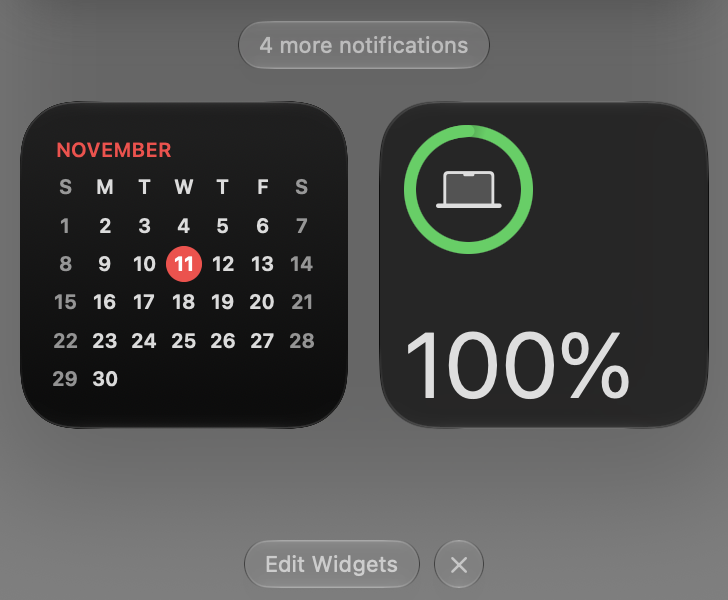 4 more notifications
NOVEMBER
S M T W T F S
1 2 3 4 5 6 7
8 9 10 11 12 13 14
15 16 17 18 19 20 21
22 23 24 25 26 27 28
29 30
100%
Edit Widgets